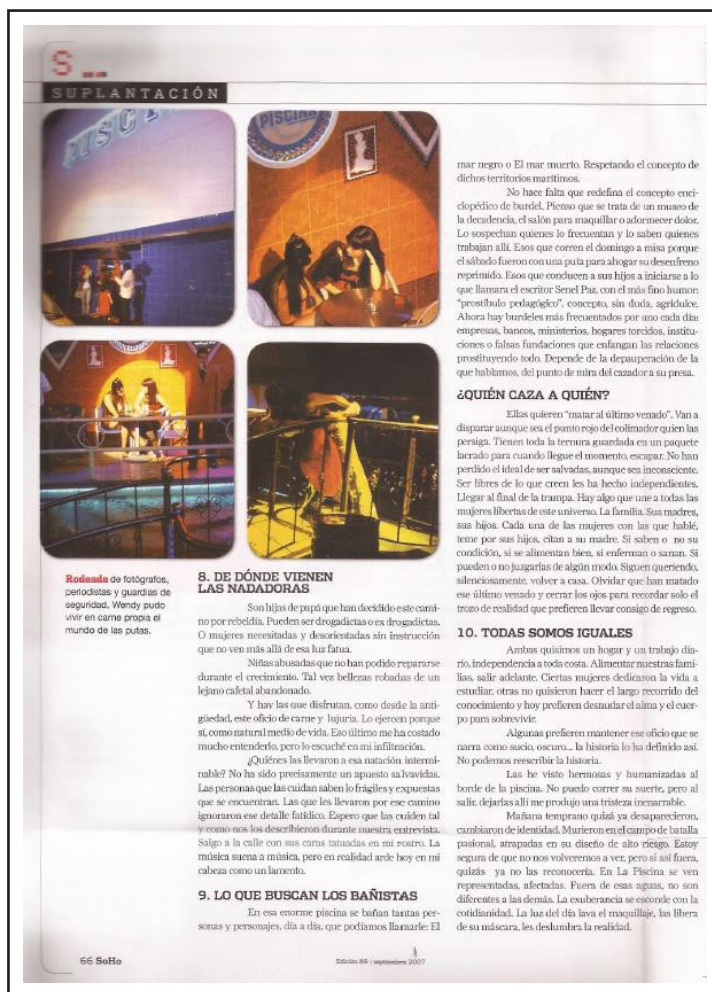 S
SUPLANTACIÓN
PISCI
PISCINA
Rodeada de fotógrafos,
periodistas y guardias de
seguridad, Wendy pudo
vivir en carne propia el
mundo de las putas.
8. DE DÓNDE VIENEN
LAS NADADORAS
Son hijas de papá que han decidido este cami-
no por rebeldía. Pueden ser drogadictas o ex drogadictas.
O mujeres necesitadas y desorientadas sin instrucción
que no ven más allá de esa luz fatua.
Niñas abusadas que no han podido repararse
durante el crecimiento. Tal vez bellezas robadas de un
lejano cafetal abandonado.
Y hay las que disfrutan, como desde la anti-
güedad, este oficio de carne y lujuria. Lo ejercen porque
sí, como natural medio de vida. Eso último me ha costado
mucho entenderlo, pero lo escuché en mi infiltración.
¿Quiénes las llevaron a esa natación intermi-
nable? No ha sido precisamente un apuesto salvavidas.
Las personas que las cuidan saben lo frágiles y expuestas
que se encuentran. Las que les llevaron por ese camino
ignoraron ese detalle fatídico. Espero que las cuiden tal
y como nos los describieron durante nuestra entrevista.
Salgo a la calle con sus caras tatuadas en mi rostro. La
música suena a música, pero en realidad arde hoy en mi
cabeza como un lamento.
9. LO QUE BUSCAN LOS BAÑISTAS
En esa enorme piscina se bañan tantas per-
sonas y personajes, día a día, que podíamos llamarle: El
mar negro o El mar muerto. Respetando el concepto de
dichos territorios marítimos.
No hace falta que redefina el concepto enci-
clopédico de burdel. Pienso que se trata de un museo de
la decadencia, el salón para maquillar o adormecer dolor.
Lo sospechan quienes lo frecuentan y lo saben quienes
trabajan allí. Esos que corren el domingo a misa porque
el sábado fueron con una puta para ahogar su desenfreno
reprimido. Esos que conducen a sus hijos a iniciarse a lo
que llamara el escritor Senel Paz, con el más fino humor:
"prostíbulo pedagógico", concepto, sin duda, agridulce.
Ahora hay burdeles más frecuentados por uno cada día:
empresas, bancos, ministerios, hogares torcidos, institu-
ciones o falsas fundaciones que enfangan las relaciones
prostituyendo todo. Depende de la depauperación de la
que hablamos, del punto de mira del cazador a su presa.
¿QUIÉN CAZA A QUIÉN?
Ellas quieren "matar al último venado". Van a
disparar aunque sea el punto rojo del colimador quien las
persiga. Tienen toda la ternura guardada en un paquete
lacrado para cuando llegue el momento, escapar. No han
perdido el ideal de ser salvadas, aunque sea inconsciente.
Ser libres de lo que creen les ha hecho independientes.
Llegar al final de la trampa. Hay algo que une a todas las
mujeres libertas de este universo. La familia. Sus madres,
sus hijos. Cada una de las mujeres con las que hablé,
teme por sus hijos, citan a su madre. Si saben o no su
condición, si se alimentan bien, si enferman o sanan. Si
pueden o no juzgarlas de algún modo. Siguen queriendo,
silenciosamente, volver a casa. Olvidar que han matado
ese último venado y cerrar los ojos para recordar solo el
trozo de realidad que prefieren llevar consigo de regreso.
10. TODAS SOMOS IGUALES
Ambas quisimos un hogar y un trabajo dia-
rio, independencia a toda costa. Alimentar nuestras fami-
lias, salir adelante. Ciertas mujeres dedicaron la vida a
estudiar, otras no quisieron hacer el largo recorrido del
conocimiento y hoy prefieren desnudar el alma y el cuer-
po para sobrevivir.
Algunas prefieren mantener ese oficio que se
narra como sucio, oscuro... la historia lo ha definido así.
No podemos reescribir la historia.
Las he visto hermosas y humanizadas al
borde de la piscina. No puedo correr su suerte, pero al
salir, dejarlas allí me produjo una tristeza inenarrable.
Mañana temprano quizá ya desaparecieron,
cambiaron de identidad. Murieron en el campo de batalla
pasional, atrapadas en su diseño de alto riesgo. Estoy
segura de que no nos volveremos a ver, pero si así fuera,
quizás ya no las reconocería. En La Piscina se ven
representadas, afectadas. Fuera de esas aguas, no son
diferentes a las demás. La exuberancia se esconde con la
cotidianidad. La luz del día lava el maquillaje, las libera
de su máscara, les deslumbra la realidad.
66 SoHo
Edición 89 | septiembre 2007